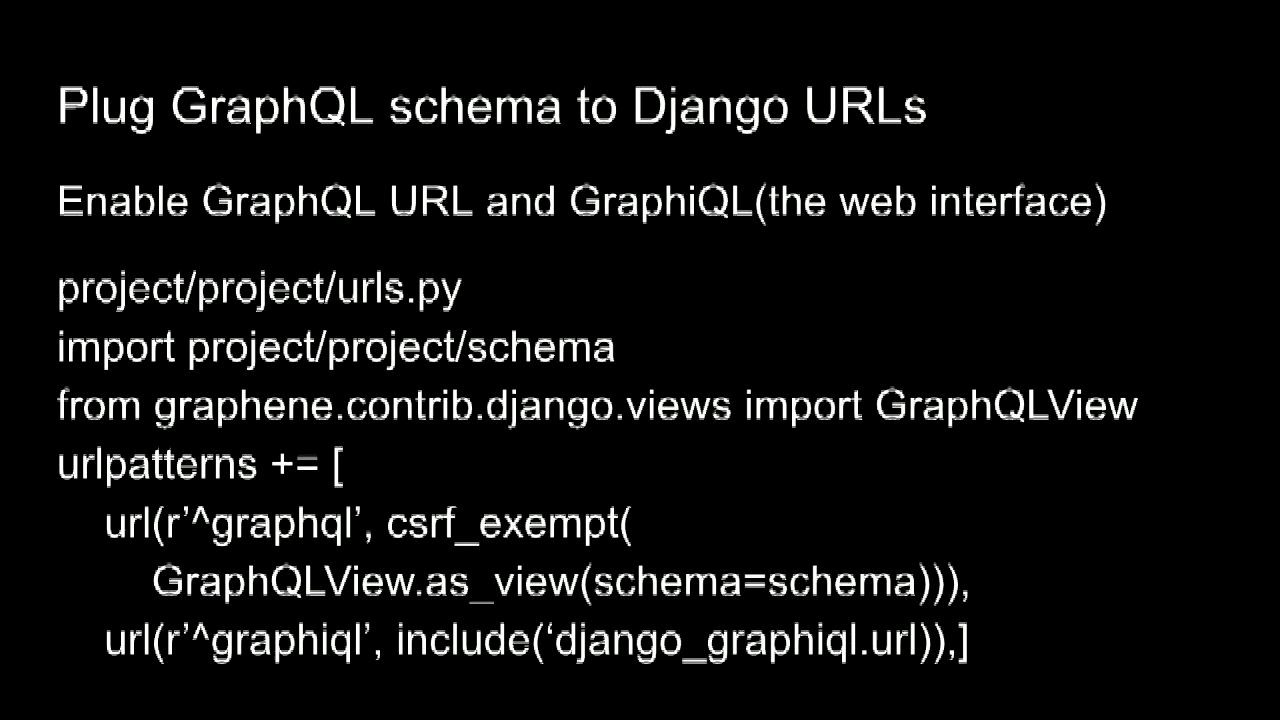 Plug GraphQL schema to Django URLs
Enable GraphQL URL and GraphiQL(the web interface)
project/project/urls.py
import project/project/schema
from graphene.contrib.django.views import GraphQLView
urlpatterns += [
url(r’^graphql’, csrf_exempt(
GraphQLView.as_view(schema=schema))),
url(r’^graphiql’, include(‘django_graphiql.url)),]